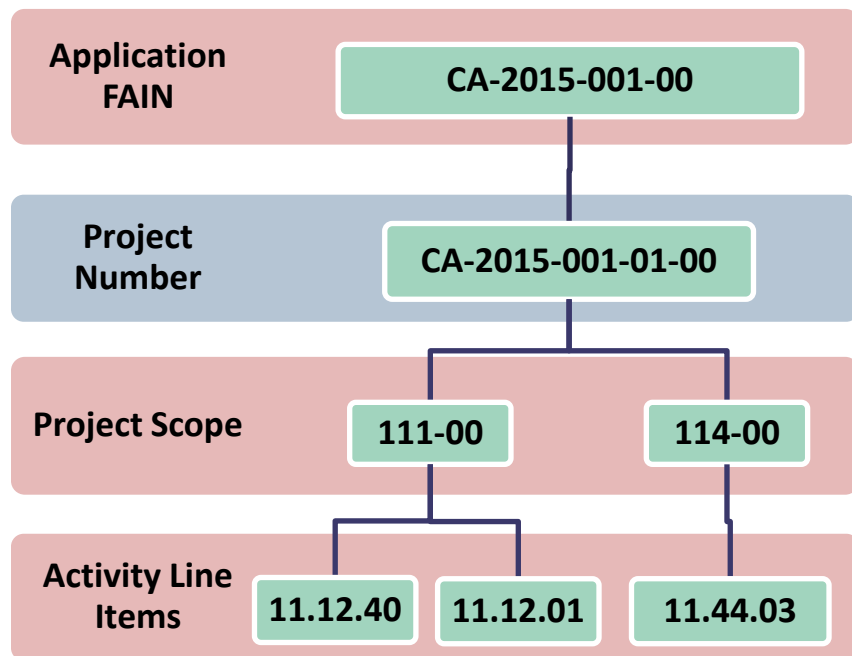 Application
FAIN
CA-2015-001-00
Project
Number
CA-2015-001-01-00
Project Scope
111-00
114-00
Activity Line
Items
11.12.40
11.12.01
11.44.03